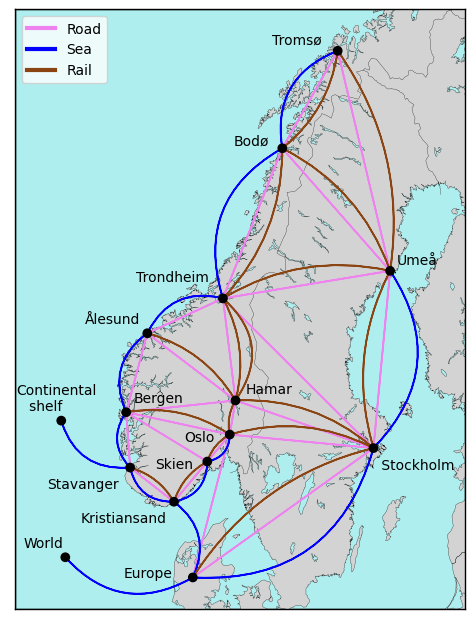 Road
Sea
Rail
Tromsø
Bodø
Umeå
Trondheim
Ålesund
Hamar
Continental
shelf
Bergen
Oslo
Skien
Stockholm
Stavanger
Kristiansand
World
Europe